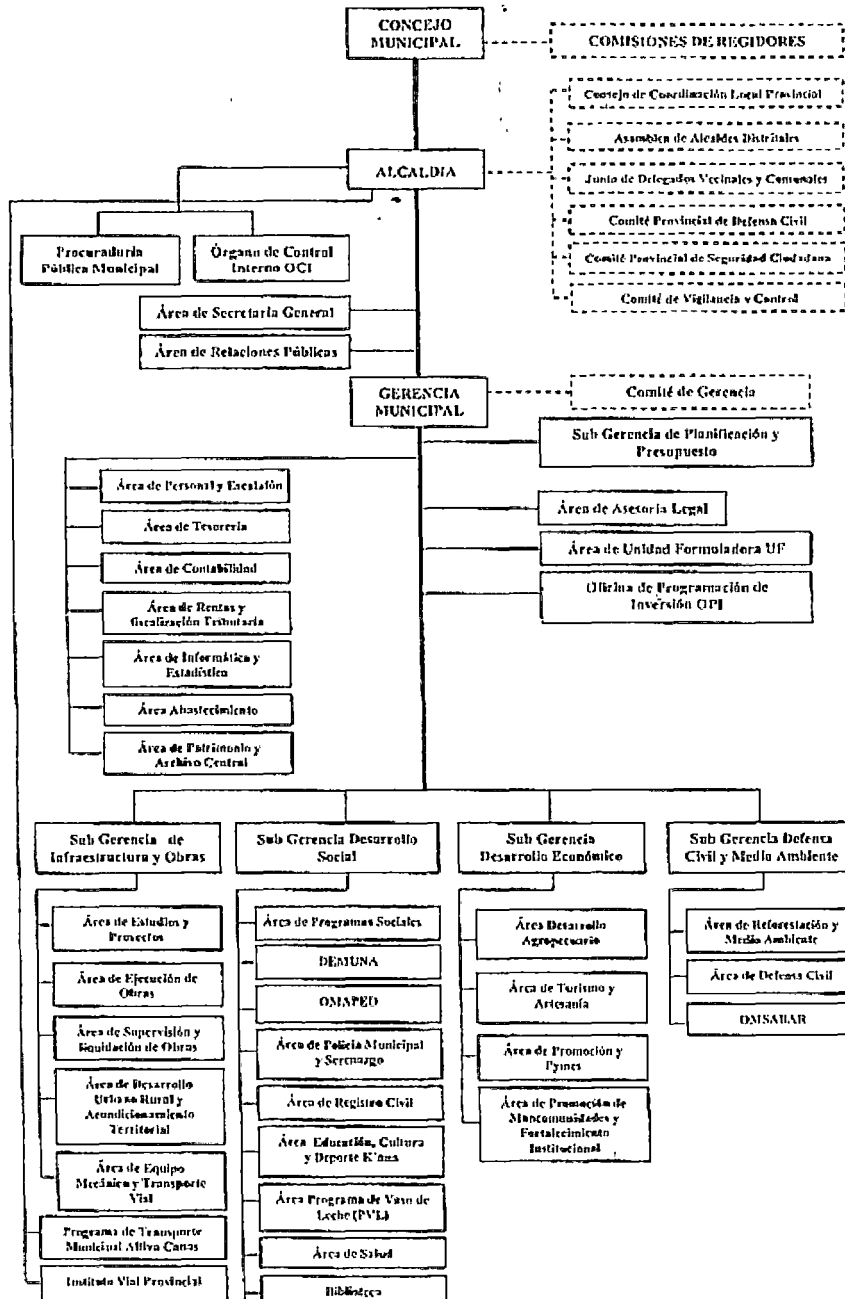 CONCEJO
MUNICIPAL
COMISIONES DE REGIDORES
Consejo de Coordinación Local Provincial
Asamblea de Alcaldes Distritales
ALCALDIA
Junta de Delegados Vecinales y Comunales
Comité Provincial de Defensa Civil
Procuraduría
Pública Municipal
Órgano de Control
Interno OCI
Comité Provincial de Seguridad Ciudadana
Comité de Vigilancia y Control
Área de Secretaría General
Área de Relaciones Públicas
GERENCIA
MUNICIPAL
Comité de Gerencia
Sub Gerencia de Planificación y
Presupuesto
Área de Personal y Escalafón
Área de Asesoría Legal
Área de Tesorería
Área de Unidad Formuladora UF
Área de Contabilidad
Oficina de Programación de
Inversión OPI
Área de Rentas y
fiscalización Tributaria
Área de Informática y
Estadística
Área Abastecimiento
Área de Patrimonio y
Archivo Central
Sub Gerencia de
Infraestructura y Obras
Sub Gerencia Desarrollo
Social
Sub Gerencia
Desarrollo Económico
Sub Gerencia Defensa
Civil y Medio Ambiente
Área de Estudios y
Proyectos
Área de Ejecución de
Obras
Área de Supervisión y
liquidación de Obras
Área de Desarrollo
Urbano Rural y
Acondicionamiento
Territorial
Área de Equipo
Mecánico y Transporte
Vial
Programa de Transporte
Municipal Altiva Canas
Instituto Vial Provincial
Área de Programas Sociales
DEMUNA
OMAPED
Área de Policía Municipal
y Serenazgo
Área de Registro Civil
Área Educación, Cultura
y Deporte K'ana
Área Programa de Vaso de
Leche (PVL)
Área de Salud
Biblioteca
Área Desarrollo
Agropecuario
Área de Turismo y
Artesanía
Área de Promoción y
Pymes
Área de Promoción de
Mancomunidades y
Fortalecimiento
Institucional
Área de Reforestación y
Medio Ambiente
Área de Defensa Civil
OMSABAR